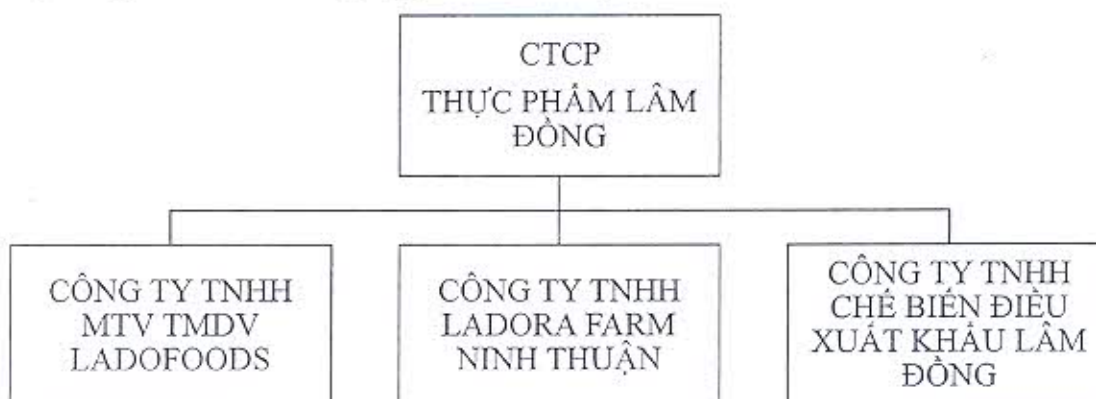 CTCP
THỰC PHẨM LÂM
ĐỒNG
CÔNG TY TNHH
MTV TMDV
LADOFOODS
CÔNG TY TNHH
LADORA FARM
NINH THUẬN
CÔNG TY TNHH
CHẾ BIẾN ĐIỀU
XUẤT KHẨU LÂM
ĐỒNG